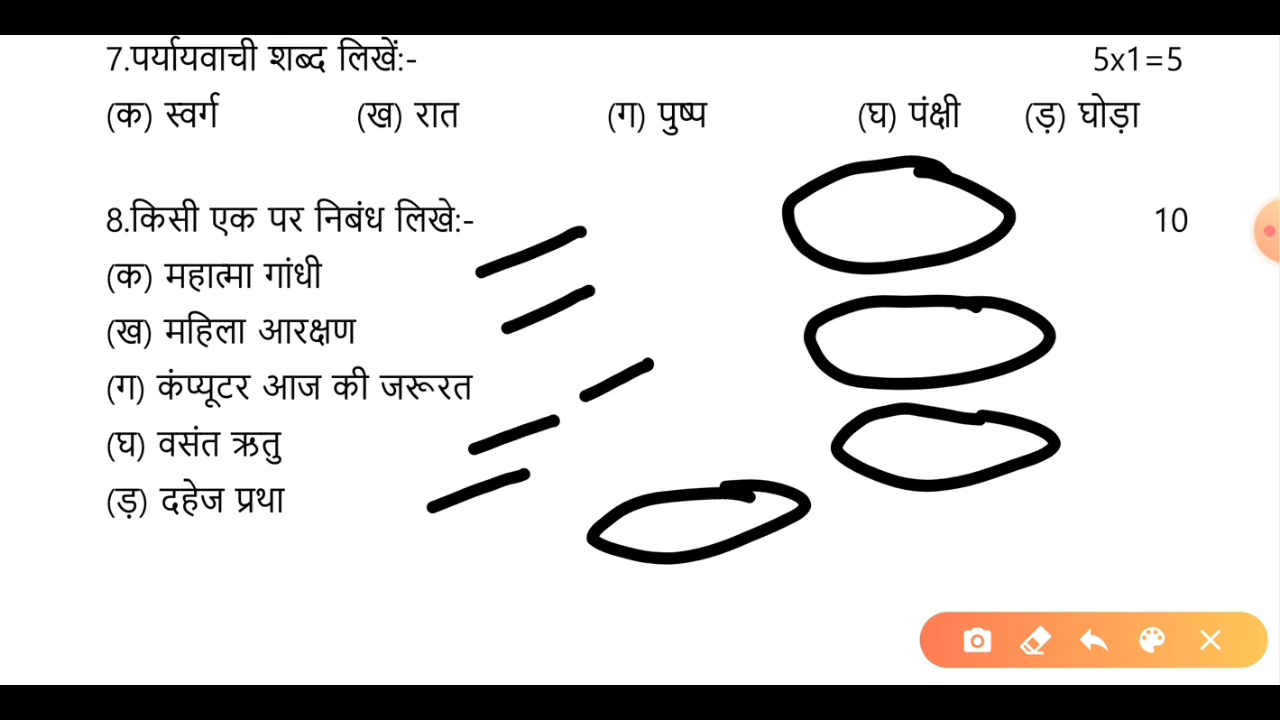 7.पर्यायवाची शब्द लिखें:- 5x1=5
(क) स्वर्ग (ख) रात (ग) पुष्प (घ) पंक्षी (ड़) घोड़ा
8.किसी एक पर निबंध लिखे:- 10
(क) महात्मा गांधी
(ख) महिला आरक्षण
(ग) कंप्यूटर आज की जरूरत
(घ) वसंत ऋतु
(ड़) दहेज प्रथा